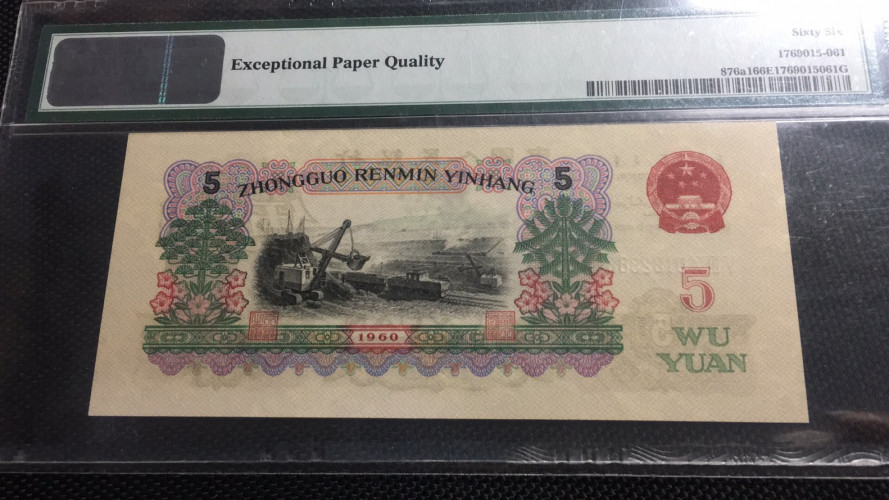 Exceptional Paper Quality
Sixty Six
1769015-061
876a166E1769015061G
5 ZHONGGUO RENMIN YINHANG 5
5
1960
WU
YUAN